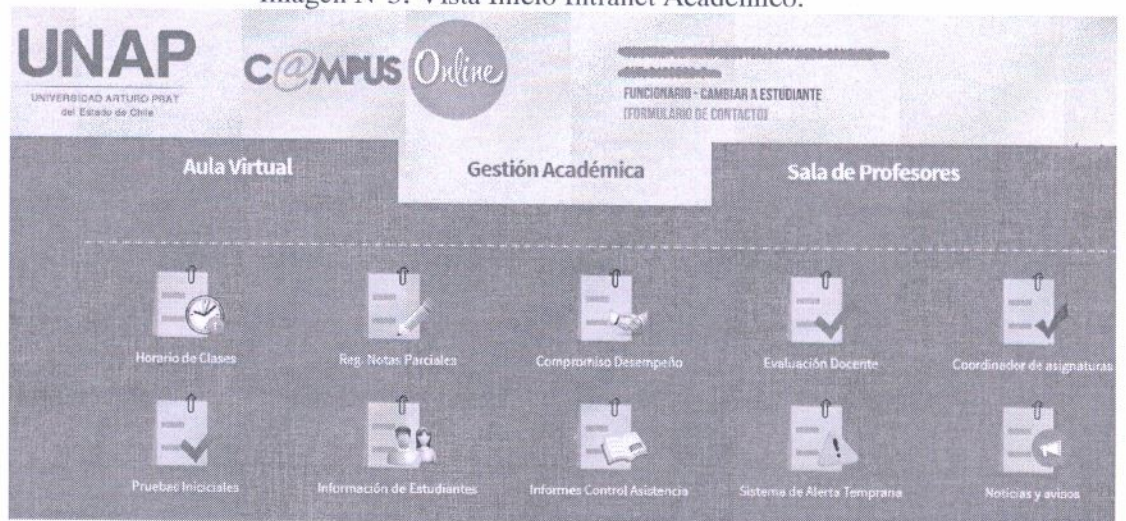 Imagen N°3: Vista Inicio Intranet Académico.
UNAP
UNIVERSIDAD ARTURO PRAT
del Estado de Chile
C@MPUS Online
FUNCIONARIO - CAMBIAR A ESTUDIANTE
[FORMULARIO DE CONTACTO]
Aula Virtual
Gestión Académica
Sala de Profesores
Horario de Clases
Reg. Notas Parciales
Compromiso Desempeño
Evaluación Docente
Coordinador de asignaturas
Pruebas Iniciciales
Información de Estudiantes
Informes Control Asistencia
Sistema de Alerta Temprana
Noticias y avisos